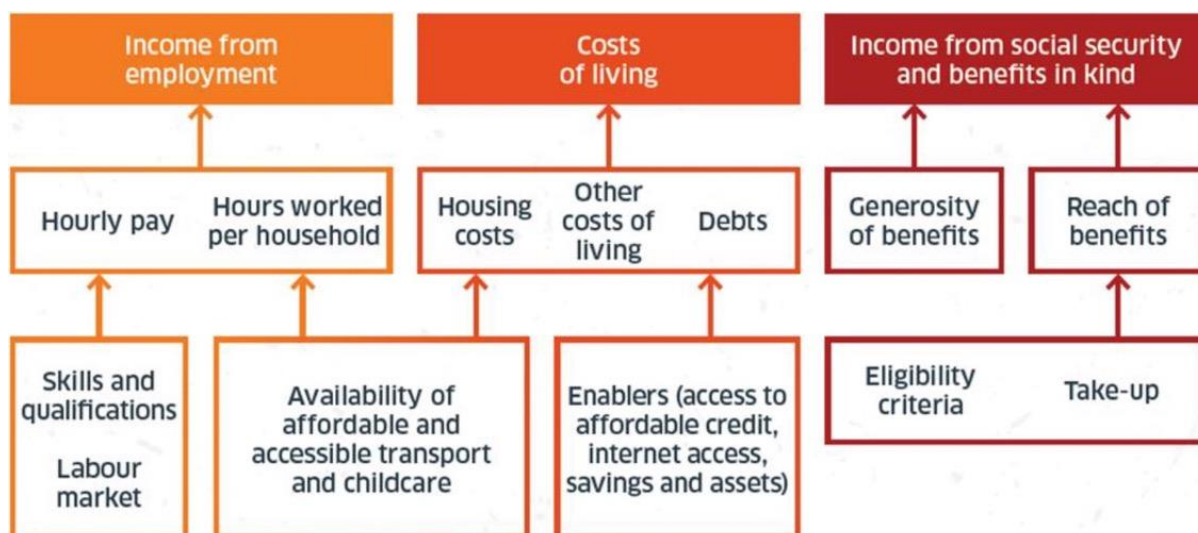 Income from
employment
Costs
of living
Income from social security
and benefits in kind
Hourly pay
Hours worked
per household
Housing
costs
Other
costs of
living
Debts
Generosity
of benefits
Reach of
benefits
Skills and
qualifications
Labour
market
Availability of
affordable and
accessible transport
and childcare
Enablers (access to
affordable credit,
internet access,
savings and assets)
Eligibility
criteria
Take-up